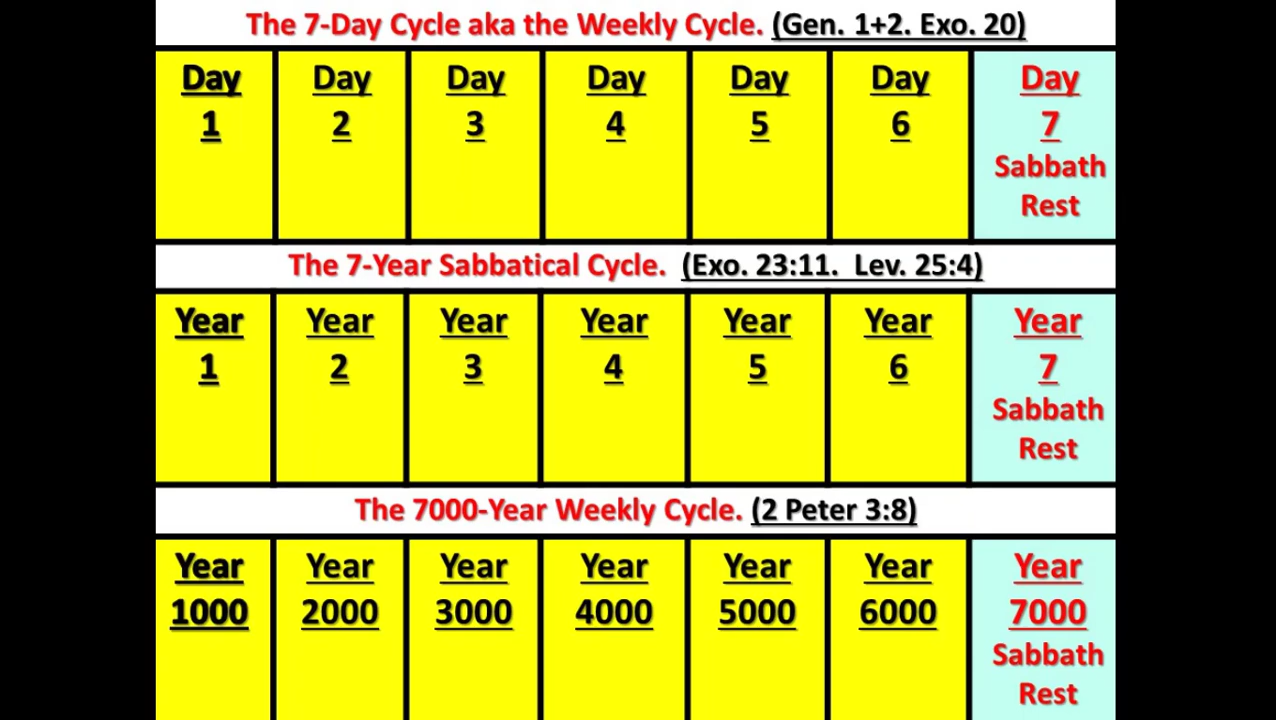 The 7-Day Cycle aka the Weekly Cycle. (Gen. 1+2. Exo. 20)
Day Day Day Day Day Day Day
1 2 3 4 5 6 7
Sabbath
Rest
The 7-Year Sabbatical Cycle. (Exo. 23:11. Lev. 25:4)
Year Year Year Year Year Year Year
1 2 3 4 5 6 7
Sabbath
Rest
The 7000-Year Weekly Cycle. (2 Peter 3:8)
Year Year Year Year Year Year Year
1000 2000 3000 4000 5000 6000 7000
Sabbath
Rest